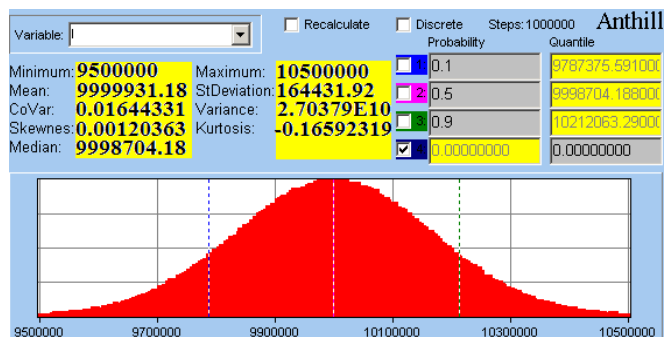 Variable: I
Recalculate
Discrete Steps:1000000 Anthill
Probability Quantile
Minimum: 9500000 Maximum: 10500000
1: 0.1 9787375.591000
Mean: 9999931.18 StDeviation: 164431.92
2: 0.5 9998704.188000
CoVar: 0.01644331 Variance: 2.70379E10
3: 0.9 10212063.29000
Skewnes: 0.00120363 Kurtosis: -0.16592319
Median: 9998704.18
4: 0.00000000 0.00000000
9500000 9700000 9900000 10100000 10300000 10500000